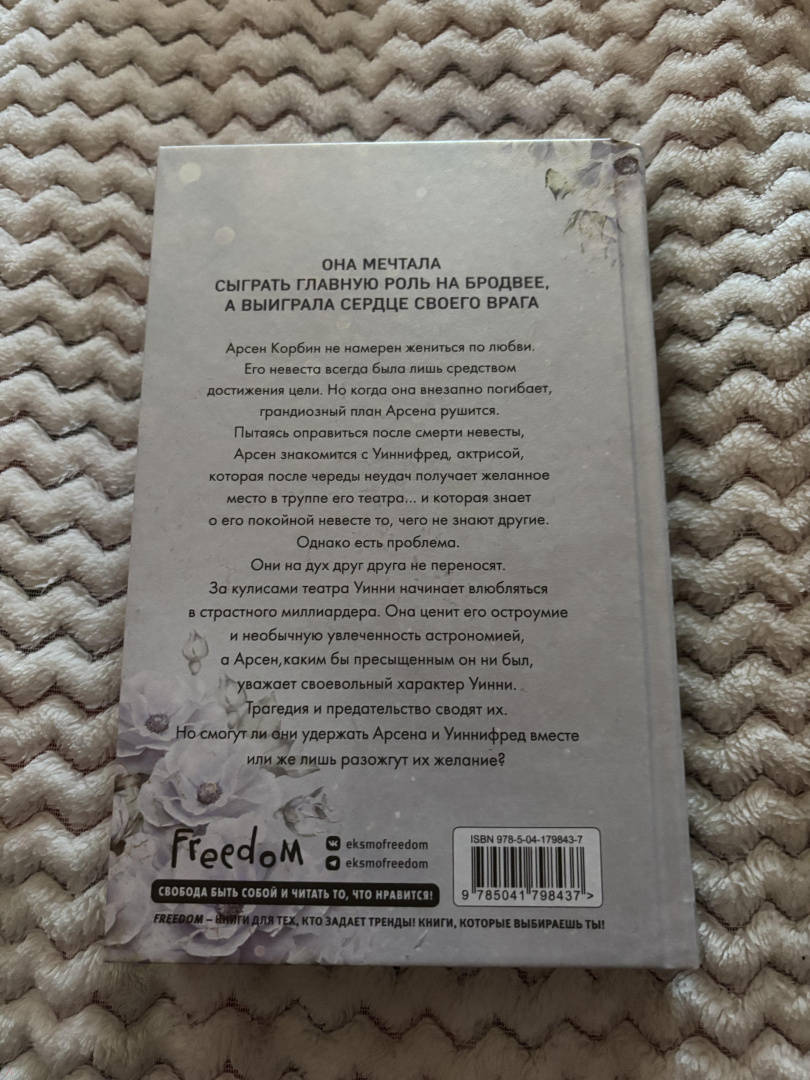 ОНА МЕЧТАЛА
СЫГРАТЬ ГЛАВНУЮ РОЛЬ НА БРОДВЕЕ,
А ВЫИГРАЛА СЕРДЦЕ СВОЕГО ВРАГА
Арсен Корбин не намерен жениться по любви.
Его невеста всегда была лишь средством
достижения цели. Но когда она внезапно погибает,
грандиозный план Арсена рушится.
Пытаясь оправиться после смерти невесты,
Арсен знакомится с Уиннифред, актрисой,
которая после череды неудач получает желанное
место в труппе его театра... и которая знает
о его покойной невесте то, чего не знают другие.
Однако есть проблема.
Они на дух друг друга не переносят.
За кулисами театра Уинни начинает влюбляться
в страстного миллиардера. Она ценит его остроумие
и необычную увлеченность астрономией,
а Арсен,каким бы пресыщенным он ни был,
уважает своевольный характер Уинни.
Трагедия и предательство сводят их.
Но смогут ли они удержать Арсена и Уиннифред вместе
или же лишь разожгут их желание?
Freedom
eksmofreedom
eksmofreedom
СВОБОДА БЫТЬ СОБОЙ И ЧИТАТЬ ТО, ЧТО НРАВИТСЯ!
FREEDOM – КНИГИ ДЛЯ ТЕХ, КТО ЗАДАЕТ ТРЕНДЫ! КНИГИ, КОТОРЫЕ ВЫБИРАЕШЬ ТЫ!
ISBN 978-5-04-179843-7
9 785041 798437 >